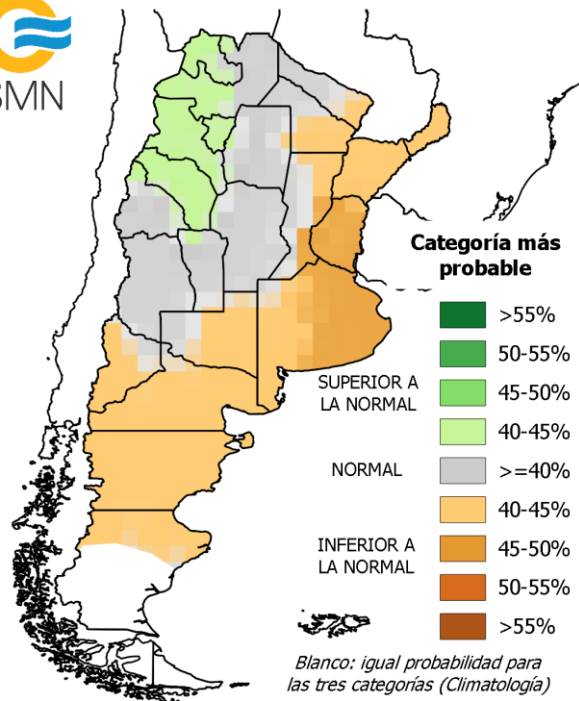 SMN
Categoría más
probable
>55%
50-55%
SUPERIOR A
LA NORMAL
45-50%
40-45%
NORMAL
>=40%
40-45%
INFERIOR A
LA NORMAL
45-50%
50-55%
>55%
Blanco: igual probabilidad para
las tres categorías (Climatología)